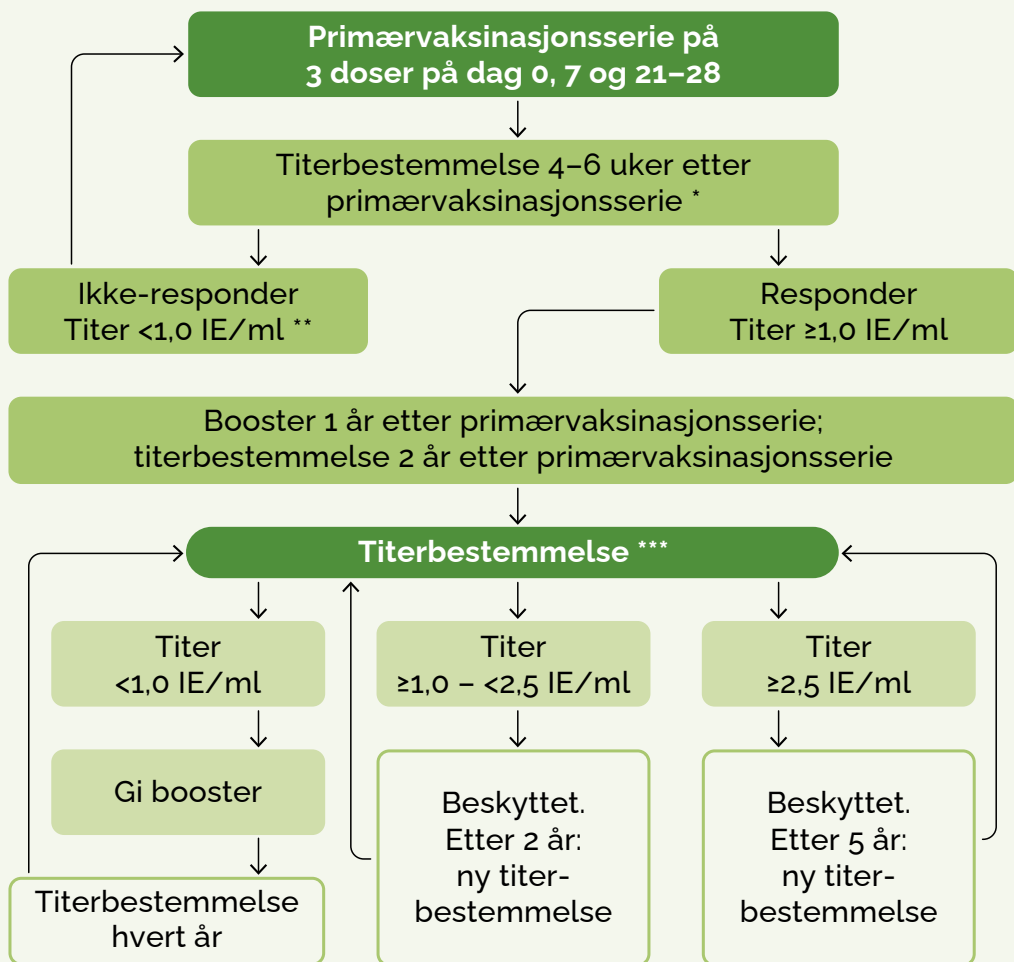 Primærvaksinasjonsserie på
3 doser på dag 0, 7 og 21–28
Titerbestemmelse 4–6 uker etter
primærvaksinasjonsserie *
Ikke-responder
Titer <1,0 IE/ml **
Responder
Titer ≥1,0 IE/ml
Booster 1 år etter primærvaksinasjonsserie;
titerbestemmelse 2 år etter primærvaksinasjonsserie
Titerbestemmelse ***
Titer
<1,0 IE/ml
Titer
≥1,0 – <2,5 IE/ml
Titer
≥2,5 IE/ml
Gi booster
Titerbestemmelse
hvert år
Beskyttet.
Etter 2 år:
ny titer-
bestemmelse
Beskyttet.
Etter 5 år:
ny titer-
bestemmelse